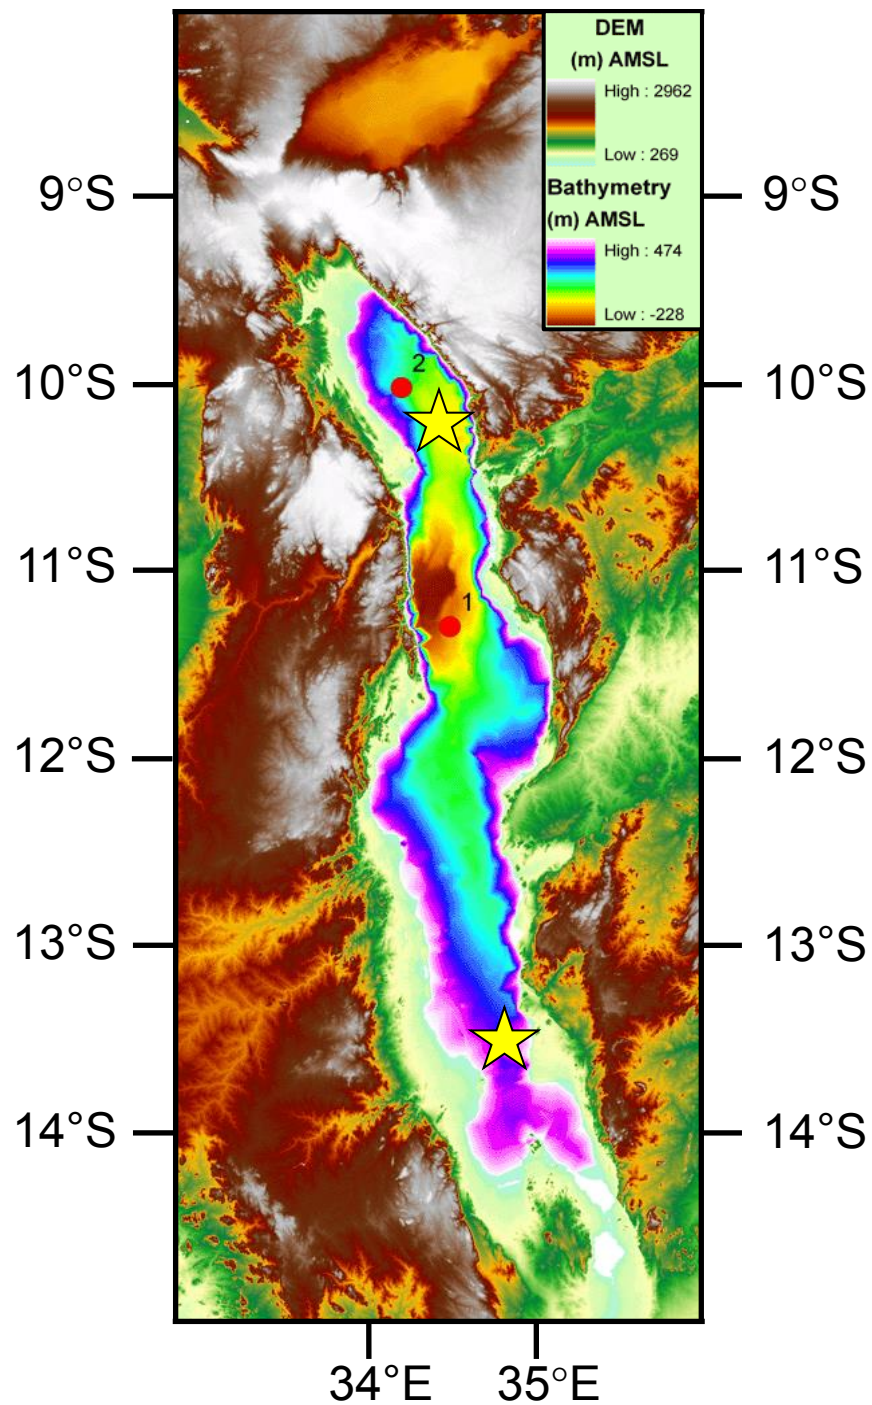 DEM
(m) AMSL
High : 2962
Low : 269
Bathymetry
(m) AMSL
High : 474
Low : -228
9°S 9°S
2
10°S 10°S
11°S 11°S
1
12°S 12°S
13°S 13°S
14°S 14°S
34°E 35°E